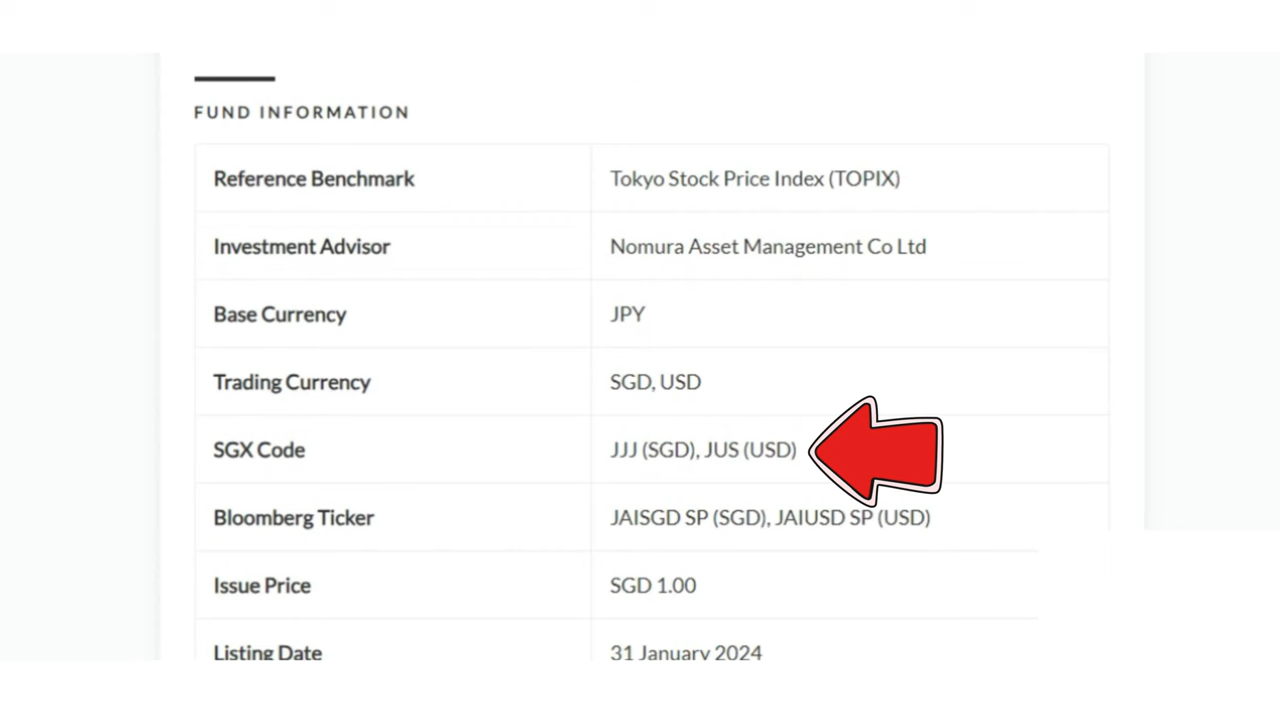 FUND INFORMATION
Reference Benchmark Tokyo Stock Price Index (TOPIX)
Investment Advisor Nomura Asset Management Co Ltd
Base Currency JPY
Trading Currency SGD, USD
SGX Code JJJ (SGD), JUS (USD)
Bloomberg Ticker JAISGD SP (SGD), JAIUSD SP (USD)
Issue Price SGD 1.00
Listing Date 31 January 2024